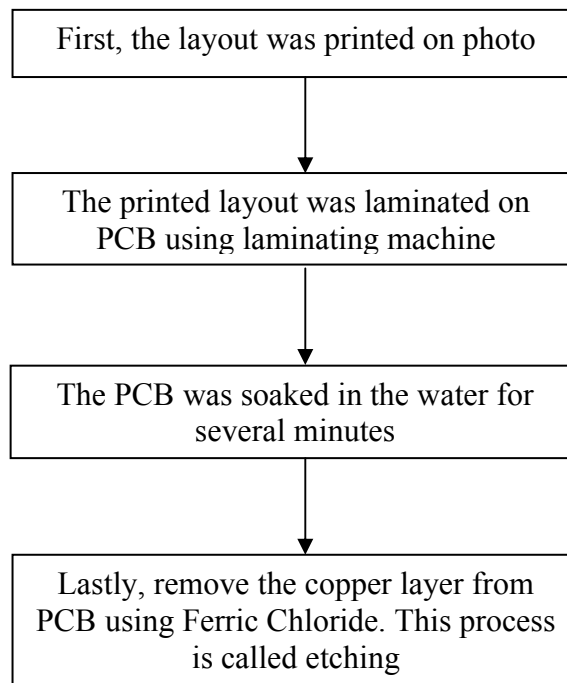 First, the layout was printed on photo
The printed layout was laminated on
PCB using laminating machine
The PCB was soaked in the water for
several minutes
Lastly, remove the copper layer from
PCB using Ferric Chloride. This process
is called etching